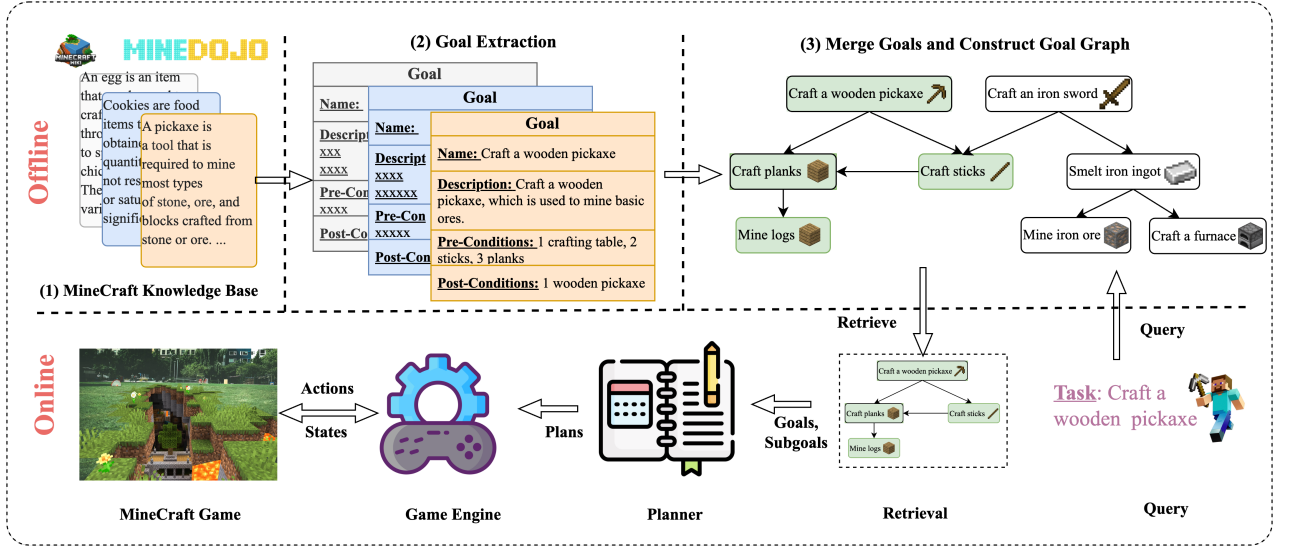 Offline
MINECRAFT
WIKI
MINEDOJO
An egg is an item
that
craf
thro
to s
chic
The
vari
Cookies are food
items t
obtain
quantit
not res
or satu
signifi
A pickaxe is
a tool that is
required to mine
most types
of stone, ore, and
blocks crafted from
stone or ore. ...
(1) MineCraft Knowledge Base
(2) Goal Extraction
Goal
Name:
Descript
xxx
xxxx
Pre-Con
xxxx
Post-Co
Goal
Name:
Descript
xxxx
xxxxxx
Pre-Con
xxxxx
Post-Con
Goal
Name: Craft a wooden pickaxe
Description: Craft a wooden
pickaxe, which is used to mine basic
ores.
Pre-Conditions: 1 crafting table, 2
sticks, 3 planks
Post-Conditions: 1 wooden pickaxe
(3) Merge Goals and Construct Goal Graph
Craft a wooden pickaxe
Craft an iron sword
Craft planks
Craft sticks
Smelt iron ingot
Mine logs
Mine iron ore
Craft a furnace
Online
MineCraft Game
Actions
States
Game Engine
Plans
Planner
Goals,
Subgoals
Retrieve
Craft a wooden pickaxe
Craft planks
Craft sticks
Mine logs
Retrieval
Query
Task: Craft a
wooden pickaxe
Query